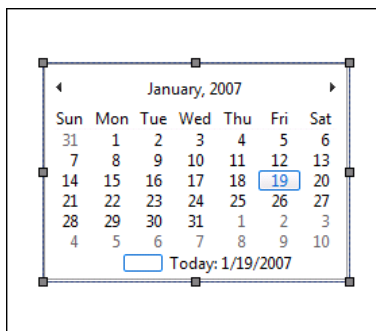 January, 2007
Sun Mon Tue Wed Thu Fri Sat
31 1 2 3 4 5 6
7 8 9 10 11 12 13
14 15 16 17 18 19 20
21 22 23 24 25 26 27
28 29 30 31 1 2 3
4 5 6 7 8 9 10
Today: 1/19/2007